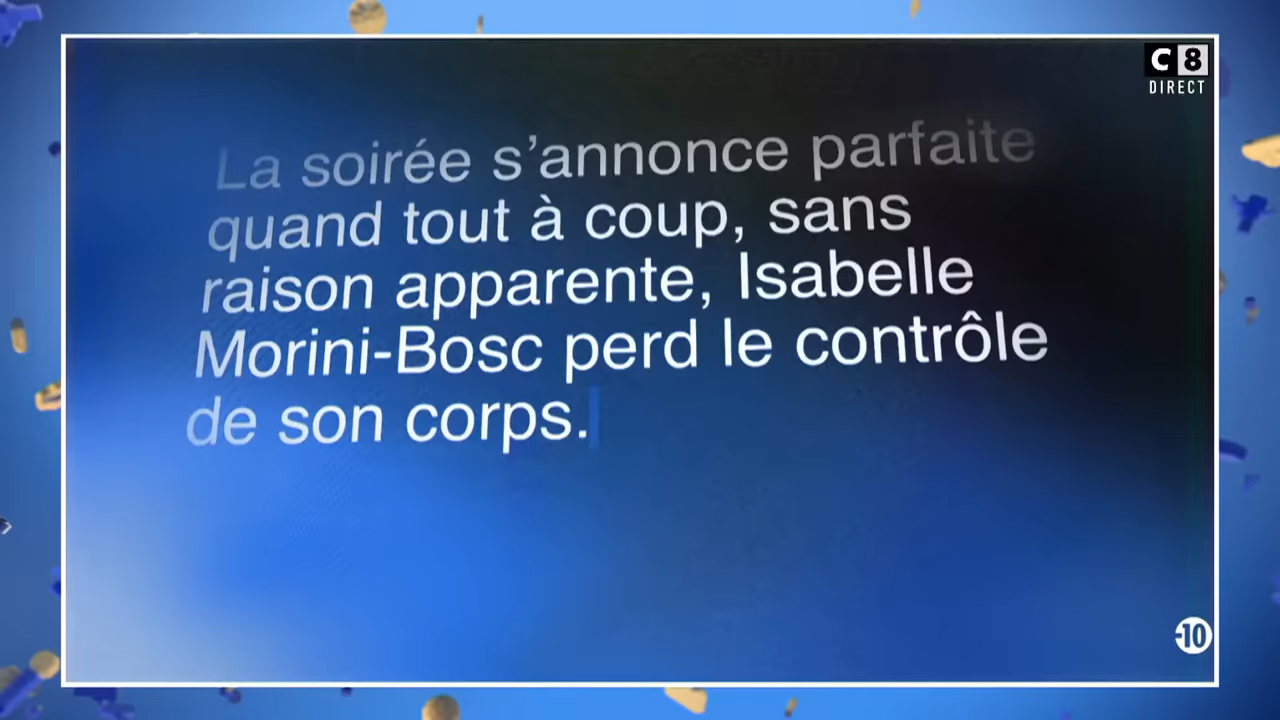 C8
DIRECT
La soirée s’annonce parfaite
quand tout à coup, sans
raison apparente, Isabelle
Morini-Bosc perd le contrôle
de son corps.
-10